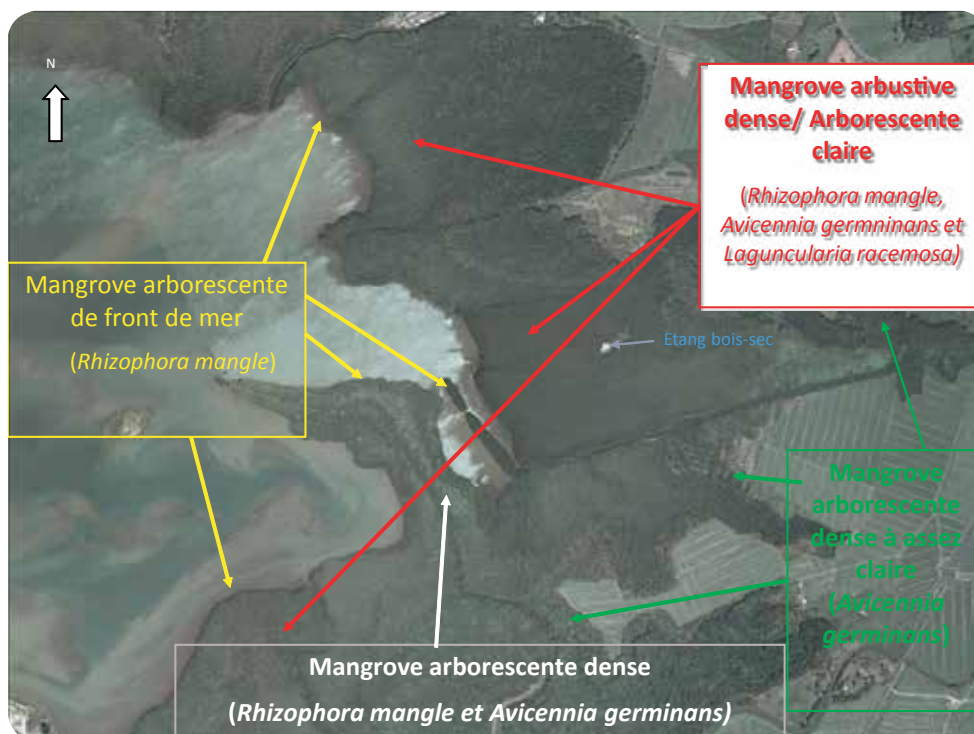 N
Mangrove arbustive
dense/ Arborescente
claire
(Rhizophora mangle,
Avicennia germninans et
Laguncularia racemosa)
Mangrove arborescente
de front de mer
(Rhizophora mangle)
Etang bois-sec
Mangrove
arborescente
dense à assez
claire
(Avicennia
germinans)
Mangrove arborescente dense
(Rhizophora mangle et Avicennia germinans)